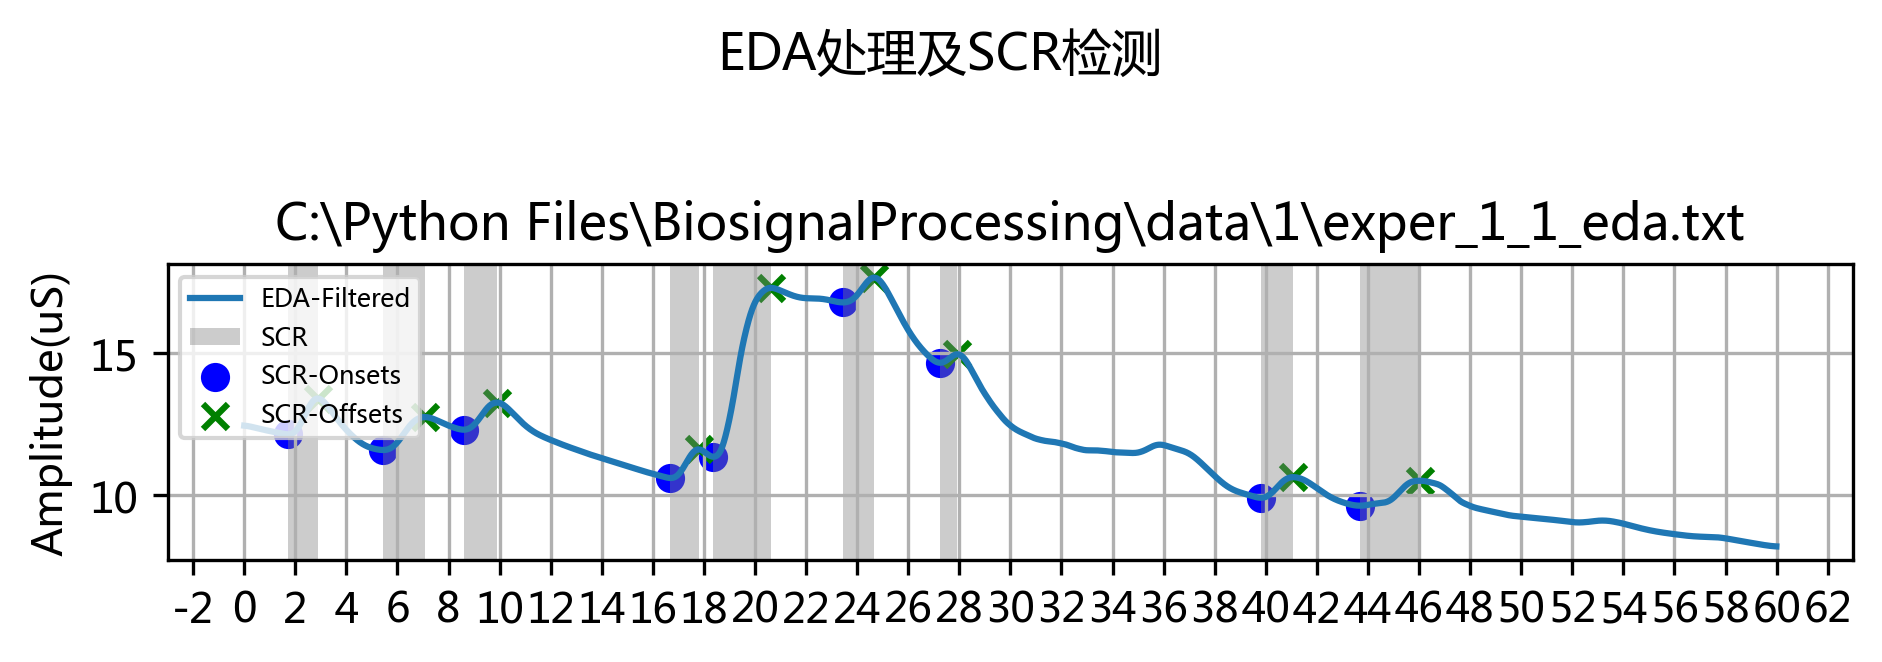 EDA处理及SCR检测
C:\Python Files\BiosignalProcessing\data\1\exper_1_1_eda.txt
Amplitude(uS)
15
10
EDA-Filtered
SCR
SCR-Onsets
SCR-Offsets
-2 0 2 4 6 8 10 12 14 16 18 20 22 24 26 28 30 32 34 36 38 40 42 44 46 48 50 52 54 56 58 60 62